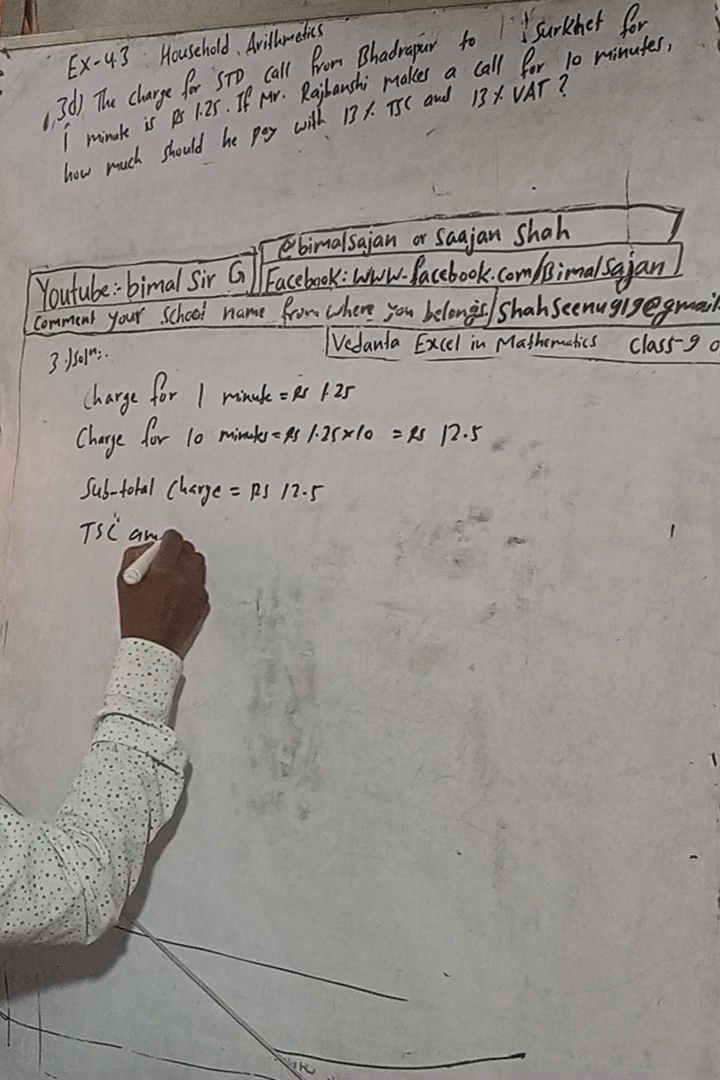 Ex-4.3 Household Arithmetics
3d) The charge for STD call from Bhadrapur to Surkhet for
1 minute is Rs 1.25. If Mr. Rajbanshi makes a call for 10 minutes,
how much should he pay with 13% TSC and 13% VAT?
@bimalsajan or Saajan Shah
Youtube:- bimal Sir G
Facebook: www.facebook.com/Bimalsajan
Comment your School name from where you belongs/
Shahseenu919@gmail.
Vedanta Excel in Mathematics Class-9
3.)Soln:-
Charge for 1 minute = Rs 1.25
Charge for 10 minutes = Rs 1.25x10 = Rs 12.5
Sub-total Charge = Rs 12.5
TSC am